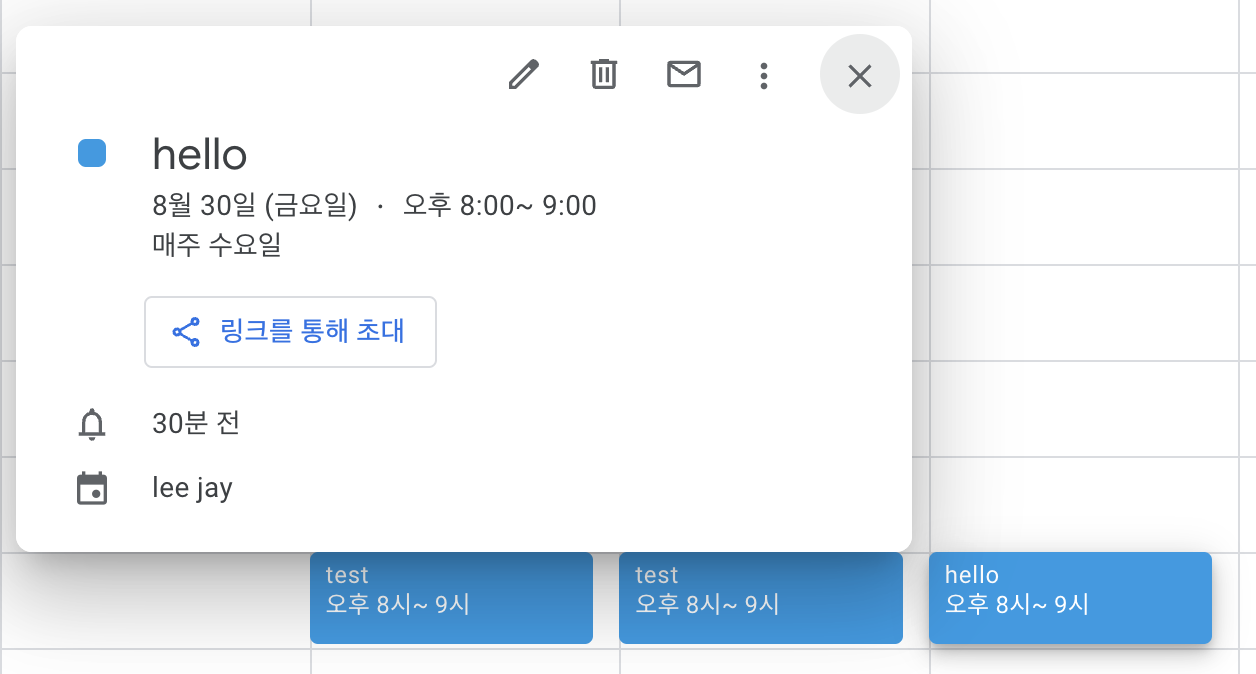 hello
8월 30일 (금요일) · 오후 8:00~ 9:00
매주 수요일
링크를 통해 초대
30분 전
lee jay
test
오후 8시~ 9시
test
오후 8시~ 9시
hello
오후 8시~ 9시